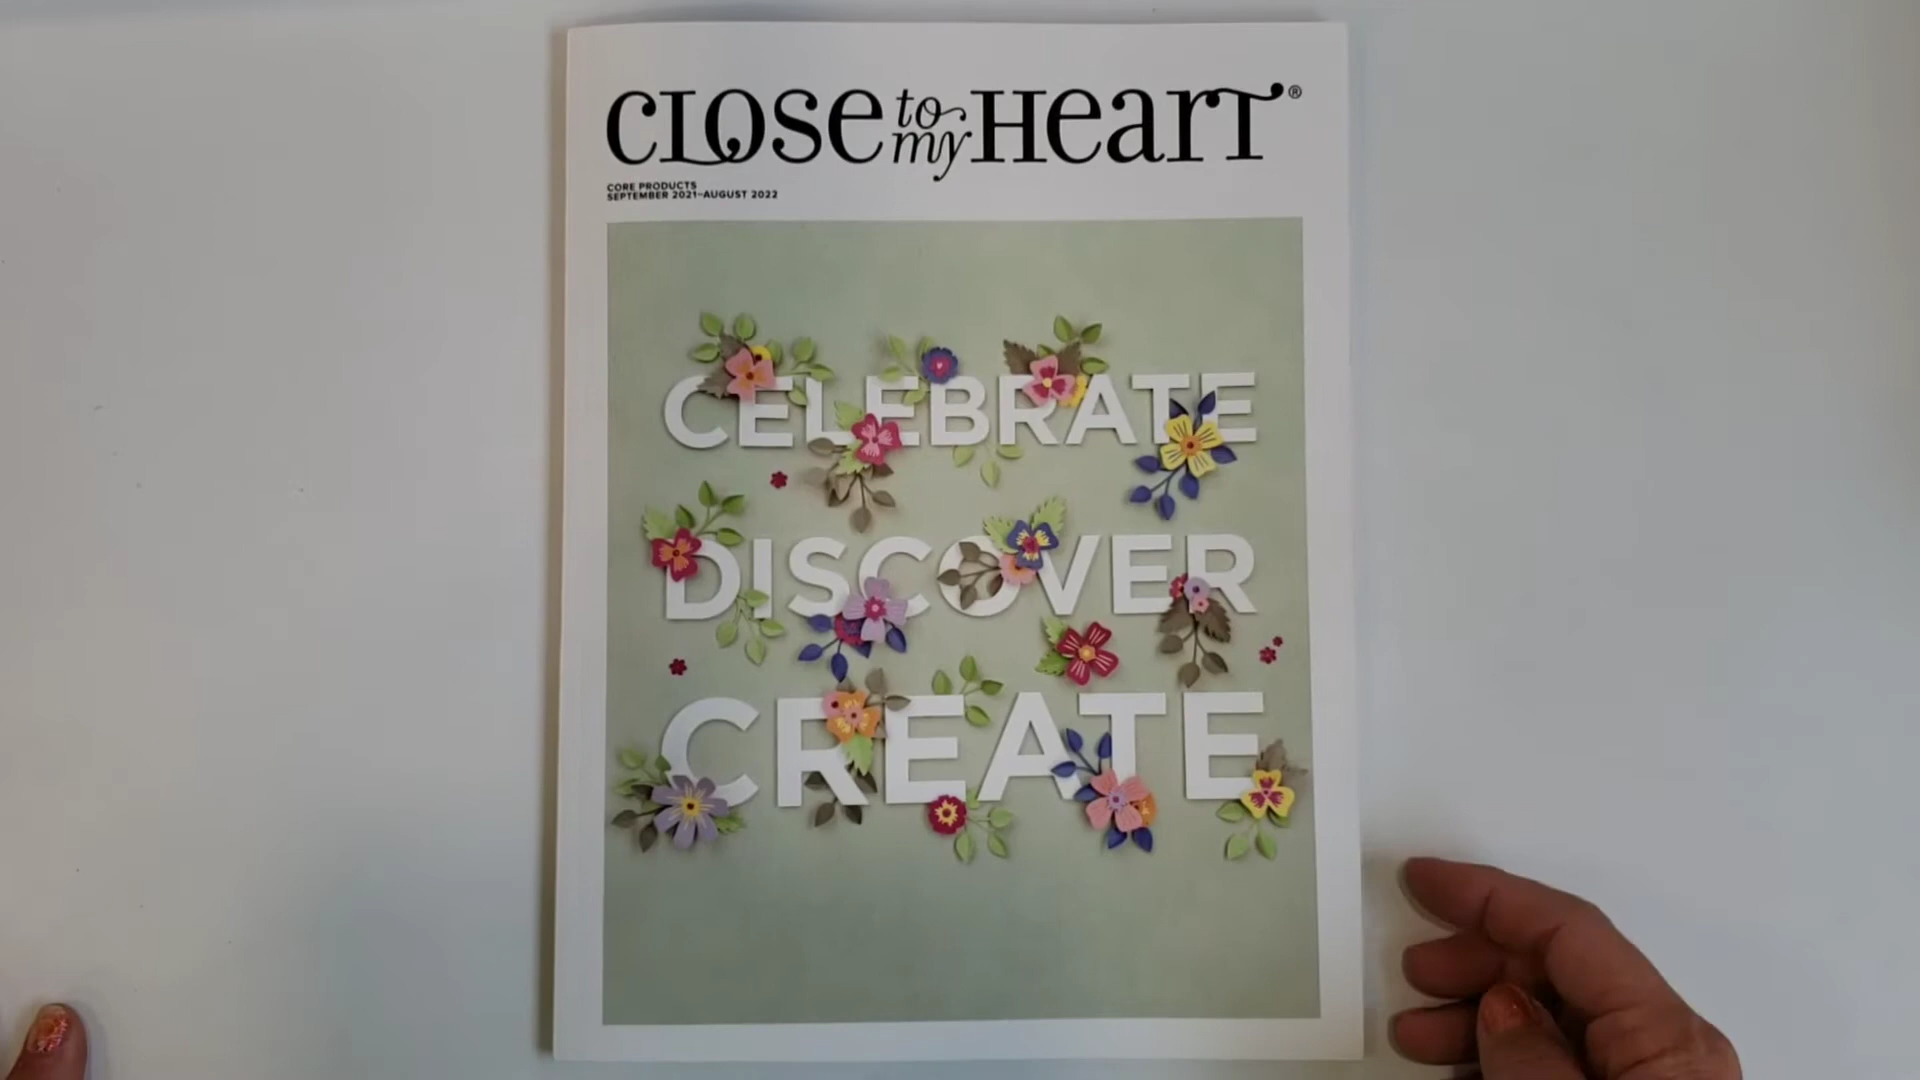 CLOSE to my HeART®
CORE PRODUCTS
SEPTEMBER 2021–AUGUST 2022
CELEBRATE
DISCOVER
CREATE